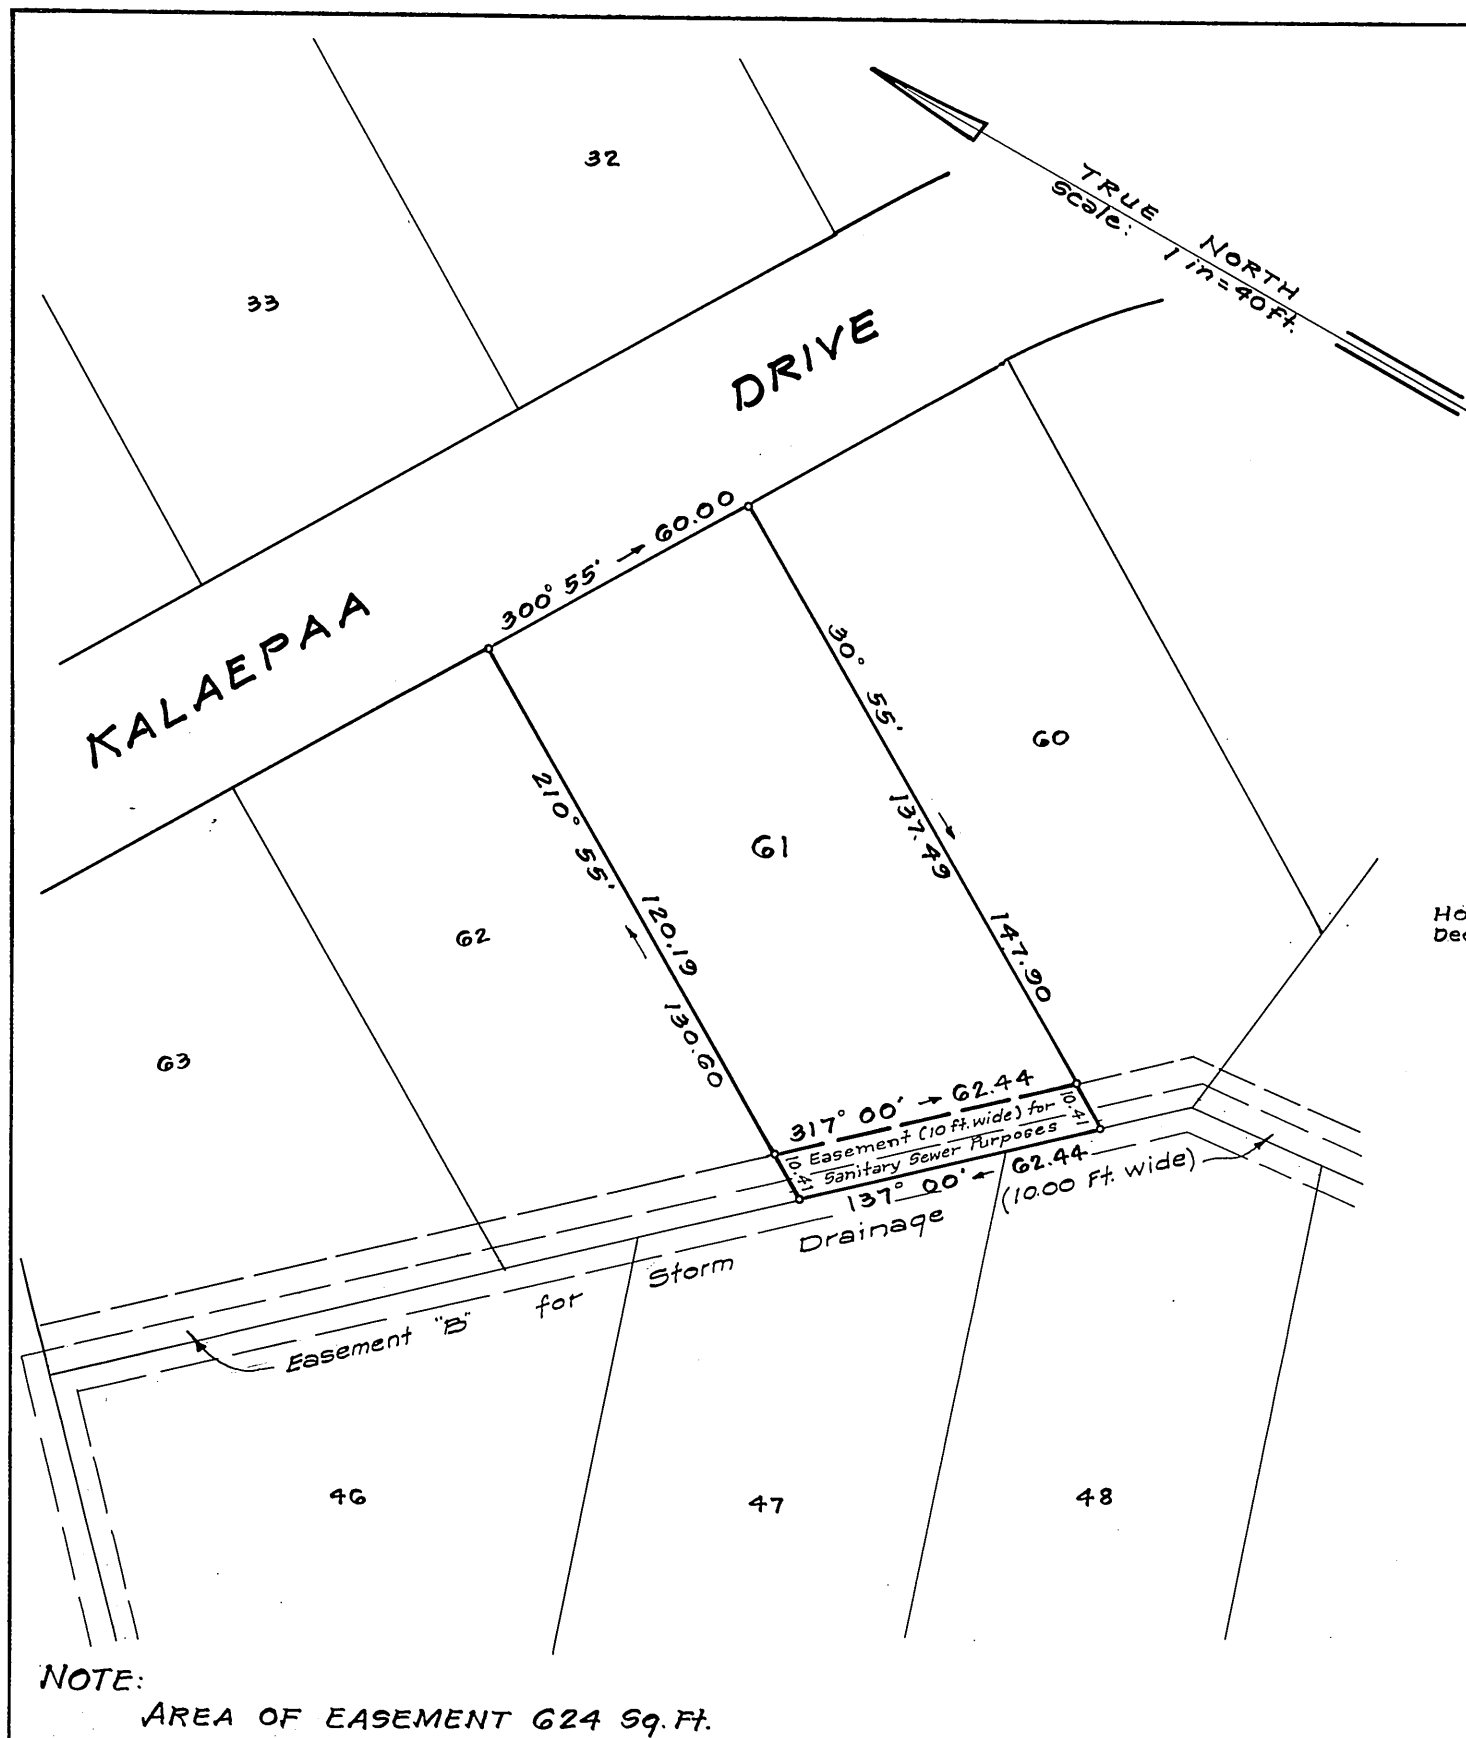 32
33
TRUE NORTH
Scale: 1 in = 40 ft.
KALAEPAA DRIVE
300° 55' → 60.00
30° 55' 137.49 147.90
210° 55' 120.19 130.60
60
61
62
63
Ho
Dec
317° 00' → 62.44
Easement (10 ft. wide) for
Sanitary Sewer Purposes
10.41
10.41
137° 00' ← 62.44
Easement "B" for Storm Drainage (10.00 Ft. wide)
46
47
48
NOTE:
AREA OF EASEMENT 624 Sq. Ft.